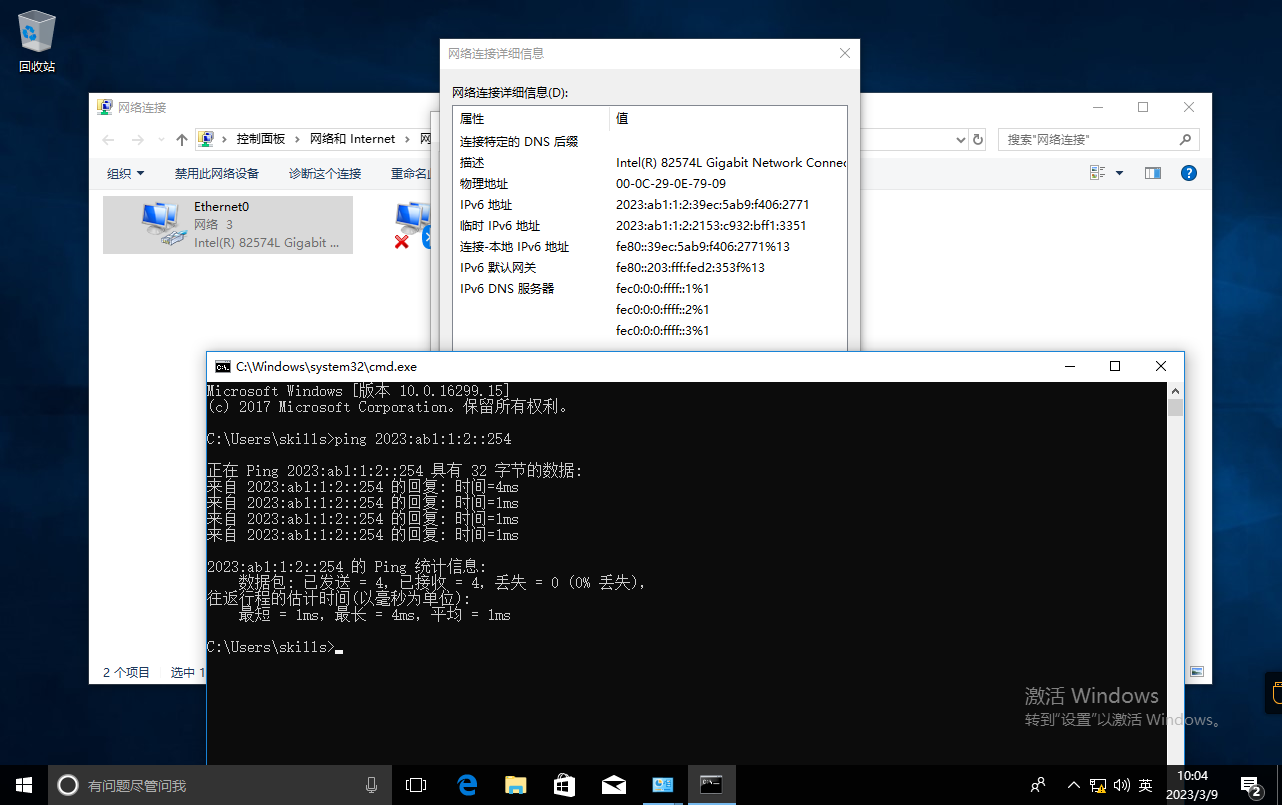 回收站
网络连接详细信息
网络连接详细信息(D):
属性 值
连接特定的 DNS 后缀
描述 Intel(R) 82574L Gigabit Network Connec
物理地址 00-0C-29-0E-79-09
IPv6 地址 2023:ab1:1:2:39ec:5ab9:f406:2771
临时 IPv6 地址 2023:ab1:1:2:2153:c932:bff1:3351
连接-本地 IPv6 地址 fe80::39ec:5ab9:f406:2771%13
IPv6 默认网关 fe80::203:fff:fed2:353f%13
IPv6 DNS 服务器 fec0:0:0:ffff::1%1
fec0:0:0:ffff::2%1
fec0:0:0:ffff::3%1
网络连接
控制面板 › 网络和 Internet › 网
搜索"网络连接"
组织 禁用此网络设备 诊断这个连接 重命名
Ethernet0
网络 3
Intel(R) 82574L Gigabit ...
2 个项目 选中 1
C:\Windows\system32\cmd.exe
Microsoft Windows [版本 10.0.16299.15]
(c) 2017 Microsoft Corporation。保留所有权利。
C:\Users\skills>ping 2023:ab1:1:2::254
正在 Ping 2023:ab1:1:2::254 具有 32 字节的数据:
来自 2023:ab1:1:2::254 的回复: 时间=4ms
来自 2023:ab1:1:2::254 的回复: 时间=1ms
来自 2023:ab1:1:2::254 的回复: 时间=1ms
来自 2023:ab1:1:2::254 的回复: 时间=1ms
2023:ab1:1:2::254 的 Ping 统计信息:
数据包: 已发送 = 4，已接收 = 4，丢失 = 0 (0% 丢失)，
往返行程的估计时间(以毫秒为单位):
最短 = 1ms，最长 = 4ms，平均 = 1ms
C:\Users\skills>
激活 Windows
转到"设置"以激活 Windows。
有问题尽管问我
英
10:04
2023/3/9
2